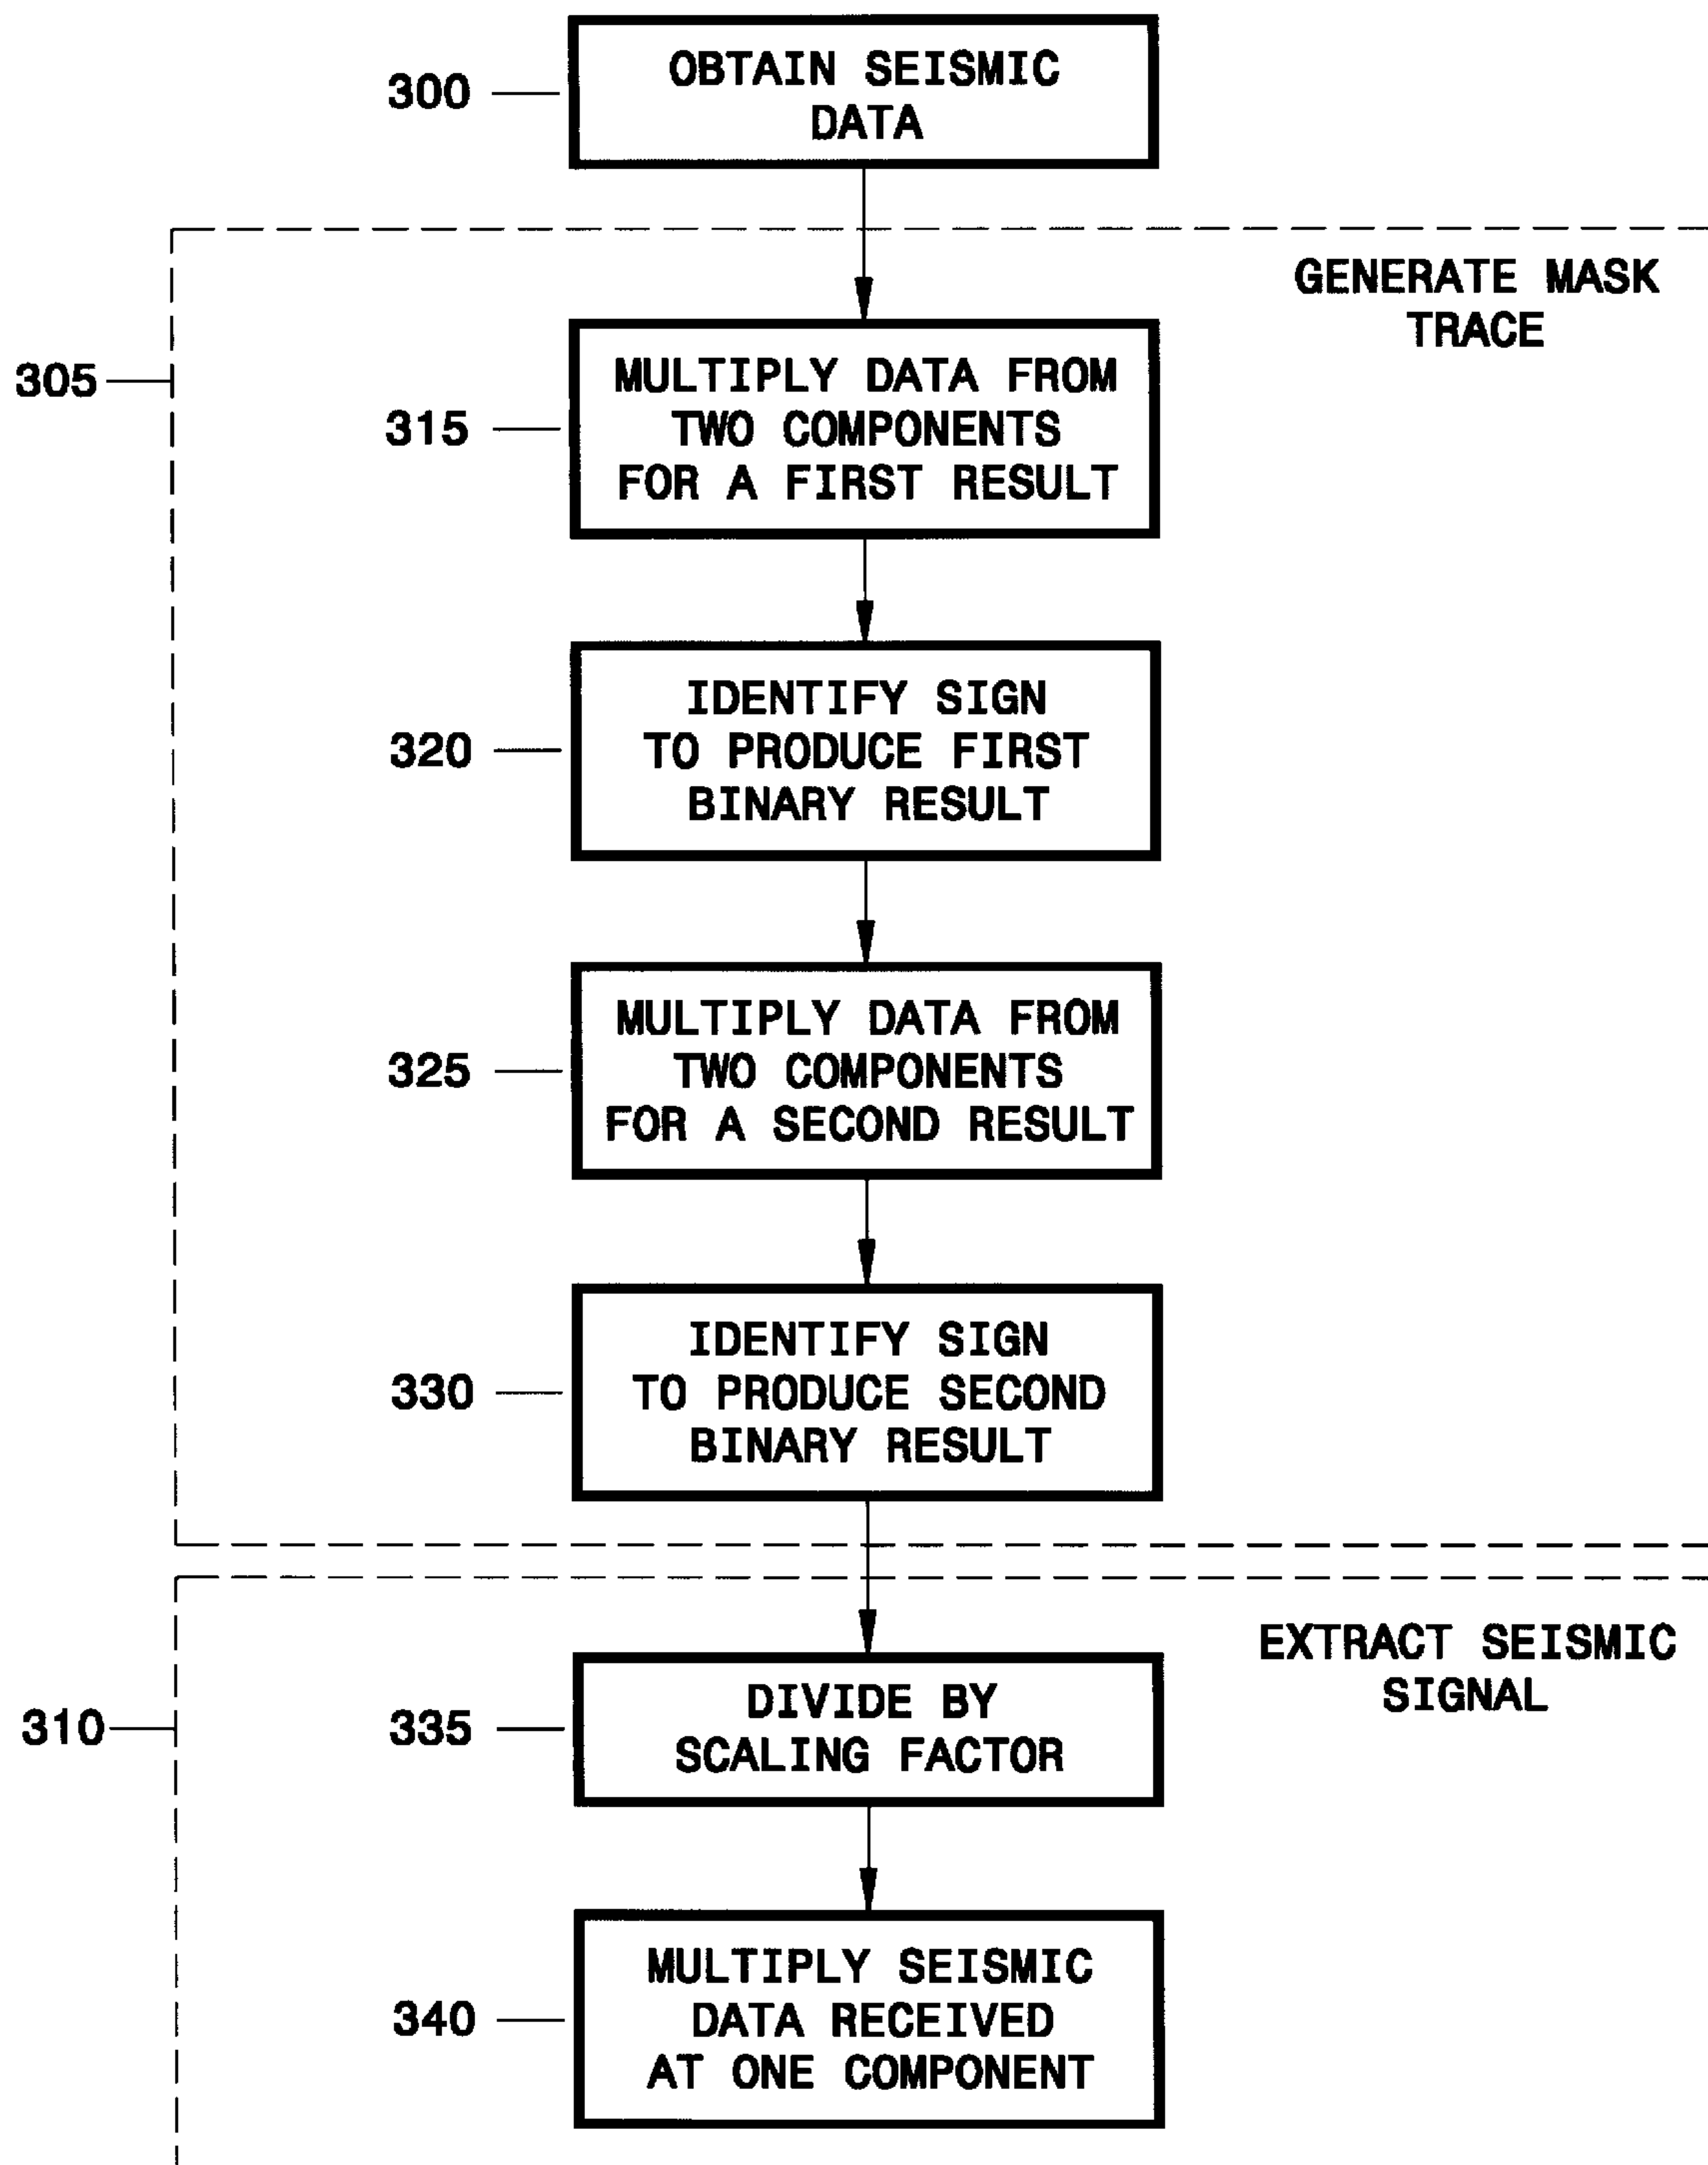 300
OBTAIN SEISMIC
DATA
305
GENERATE MASK
TRACE
315
MULTIPLY DATA FROM
TWO COMPONENTS
FOR A FIRST RESULT
320
IDENTIFY SIGN
TO PRODUCE FIRST
BINARY RESULT
325
MULTIPLY DATA FROM
TWO COMPONENTS
FOR A SECOND RESULT
330
IDENTIFY SIGN
TO PRODUCE SECOND
BINARY RESULT
310
EXTRACT SEISMIC
SIGNAL
335
DIVIDE BY
SCALING FACTOR
340
MULTIPLY SEISMIC
DATA RECEIVED
AT ONE COMPONENT